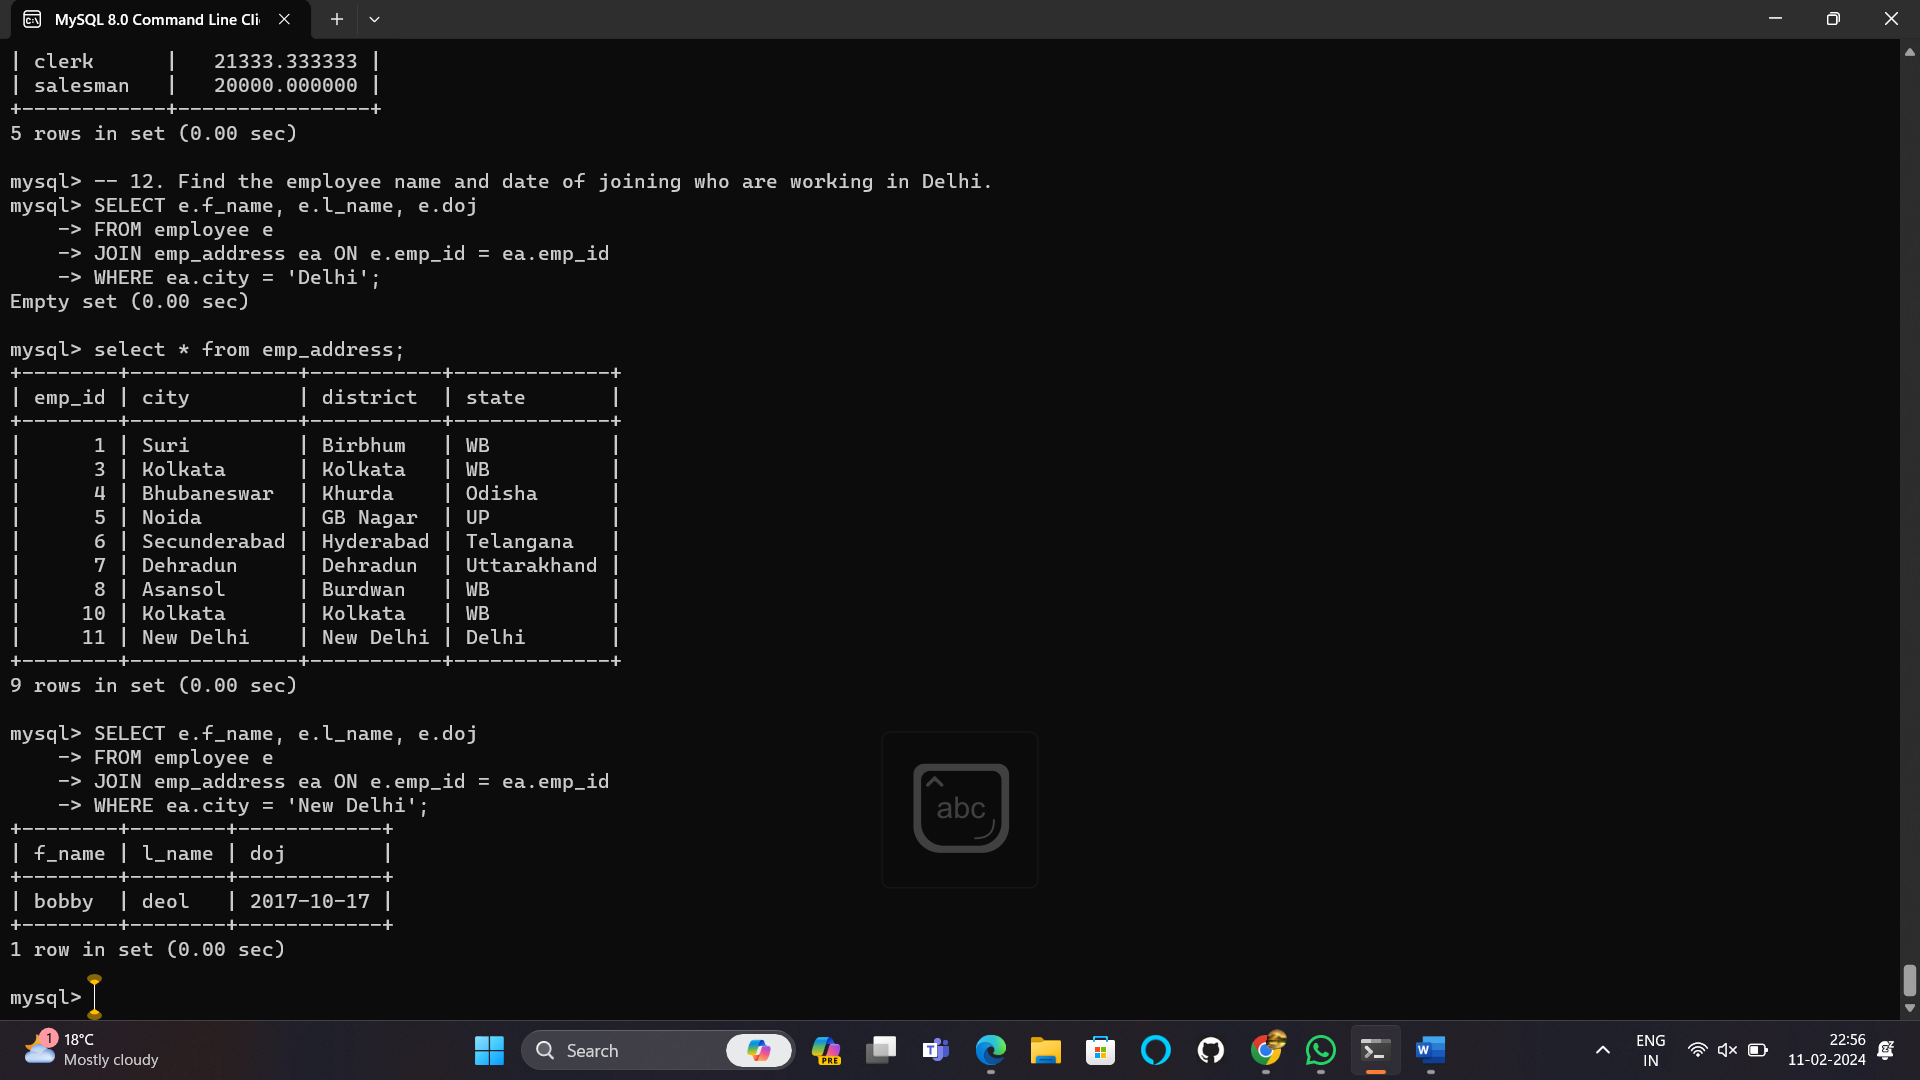 MySQL 8.0 Command Line Cli
| clerk      |   21333.333333 |
| salesman   |   20000.000000 |
+------------+----------------+
5 rows in set (0.00 sec)
mysql> -- 12. Find the employee name and date of joining who are working in Delhi.
mysql> SELECT e.f_name, e.l_name, e.doj
    -> FROM employee e
    -> JOIN emp_address ea ON e.emp_id = ea.emp_id
    -> WHERE ea.city = 'Delhi';
Empty set (0.00 sec)
mysql> select * from emp_address;
+--------+--------------+-----------+-------------+
| emp_id | city         | district  | state       |
+--------+--------------+-----------+-------------+
|      1 | Suri         | Birbhum   | WB          |
|      3 | Kolkata      | Kolkata   | WB          |
|      4 | Bhubaneswar  | Khurda    | Odisha      |
|      5 | Noida        | GB Nagar  | UP          |
|      6 | Secunderabad | Hyderabad | Telangana   |
|      7 | Dehradun     | Dehradun  | Uttarakhand |
|      8 | Asansol      | Burdwan   | WB          |
|     10 | Kolkata      | Kolkata   | WB          |
|     11 | New Delhi    | New Delhi | Delhi       |
+--------+--------------+-----------+-------------+
9 rows in set (0.00 sec)
mysql> SELECT e.f_name, e.l_name, e.doj
    -> FROM employee e
    -> JOIN emp_address ea ON e.emp_id = ea.emp_id
    -> WHERE ea.city = 'New Delhi';
+--------+--------+------------+
| f_name | l_name | doj        |
+--------+--------+------------+
| bobby  | deol   | 2017-10-17 |
+--------+--------+------------+
1 row in set (0.00 sec)
mysql>
abc
1
18°C
Mostly cloudy
Search
PRE
ENG
IN
22:56
11-02-2024